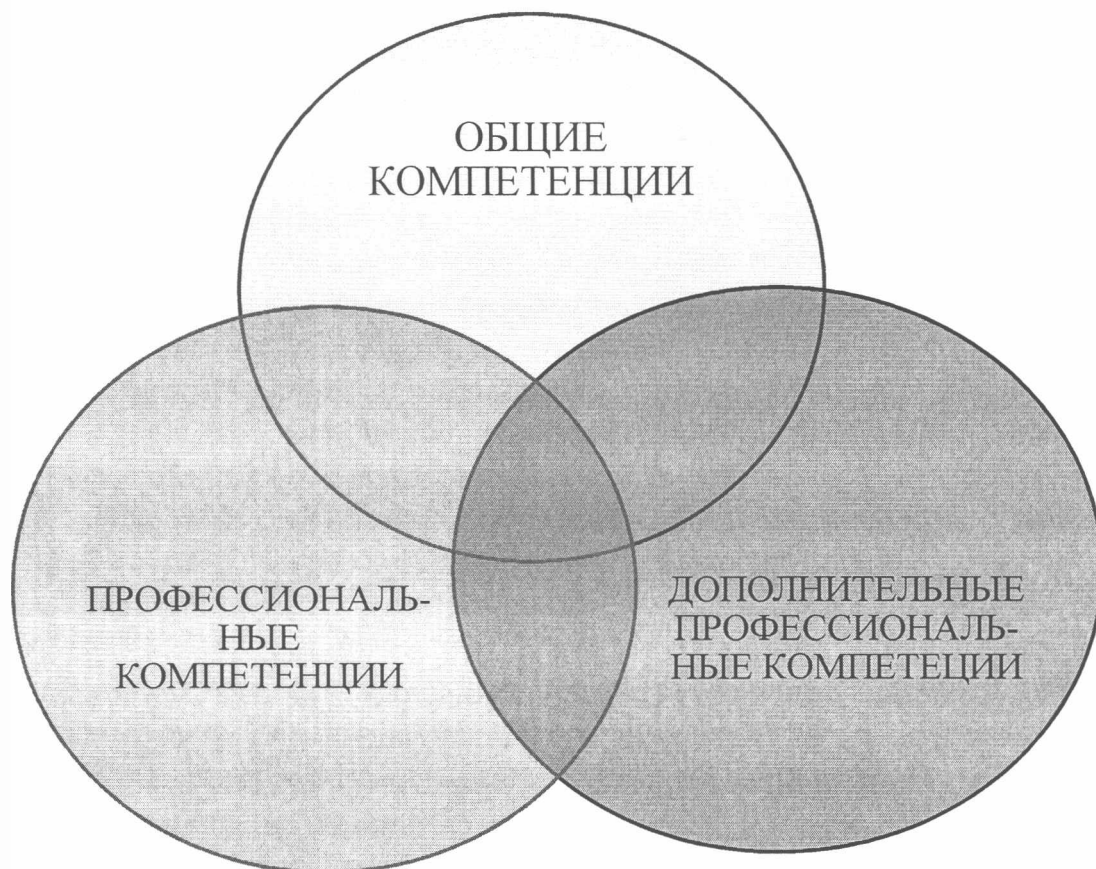 ОБЩИЕ
КОМПЕТЕНЦИИ
ПРОФЕССИОНАЛЬ-
НЫЕ
КОМПЕТЕНЦИИ
ДОПОЛНИТЕЛЬНЫЕ
ПРОФЕССИОНАЛЬ-
НЫЕ КОМПЕТЕЦИИ